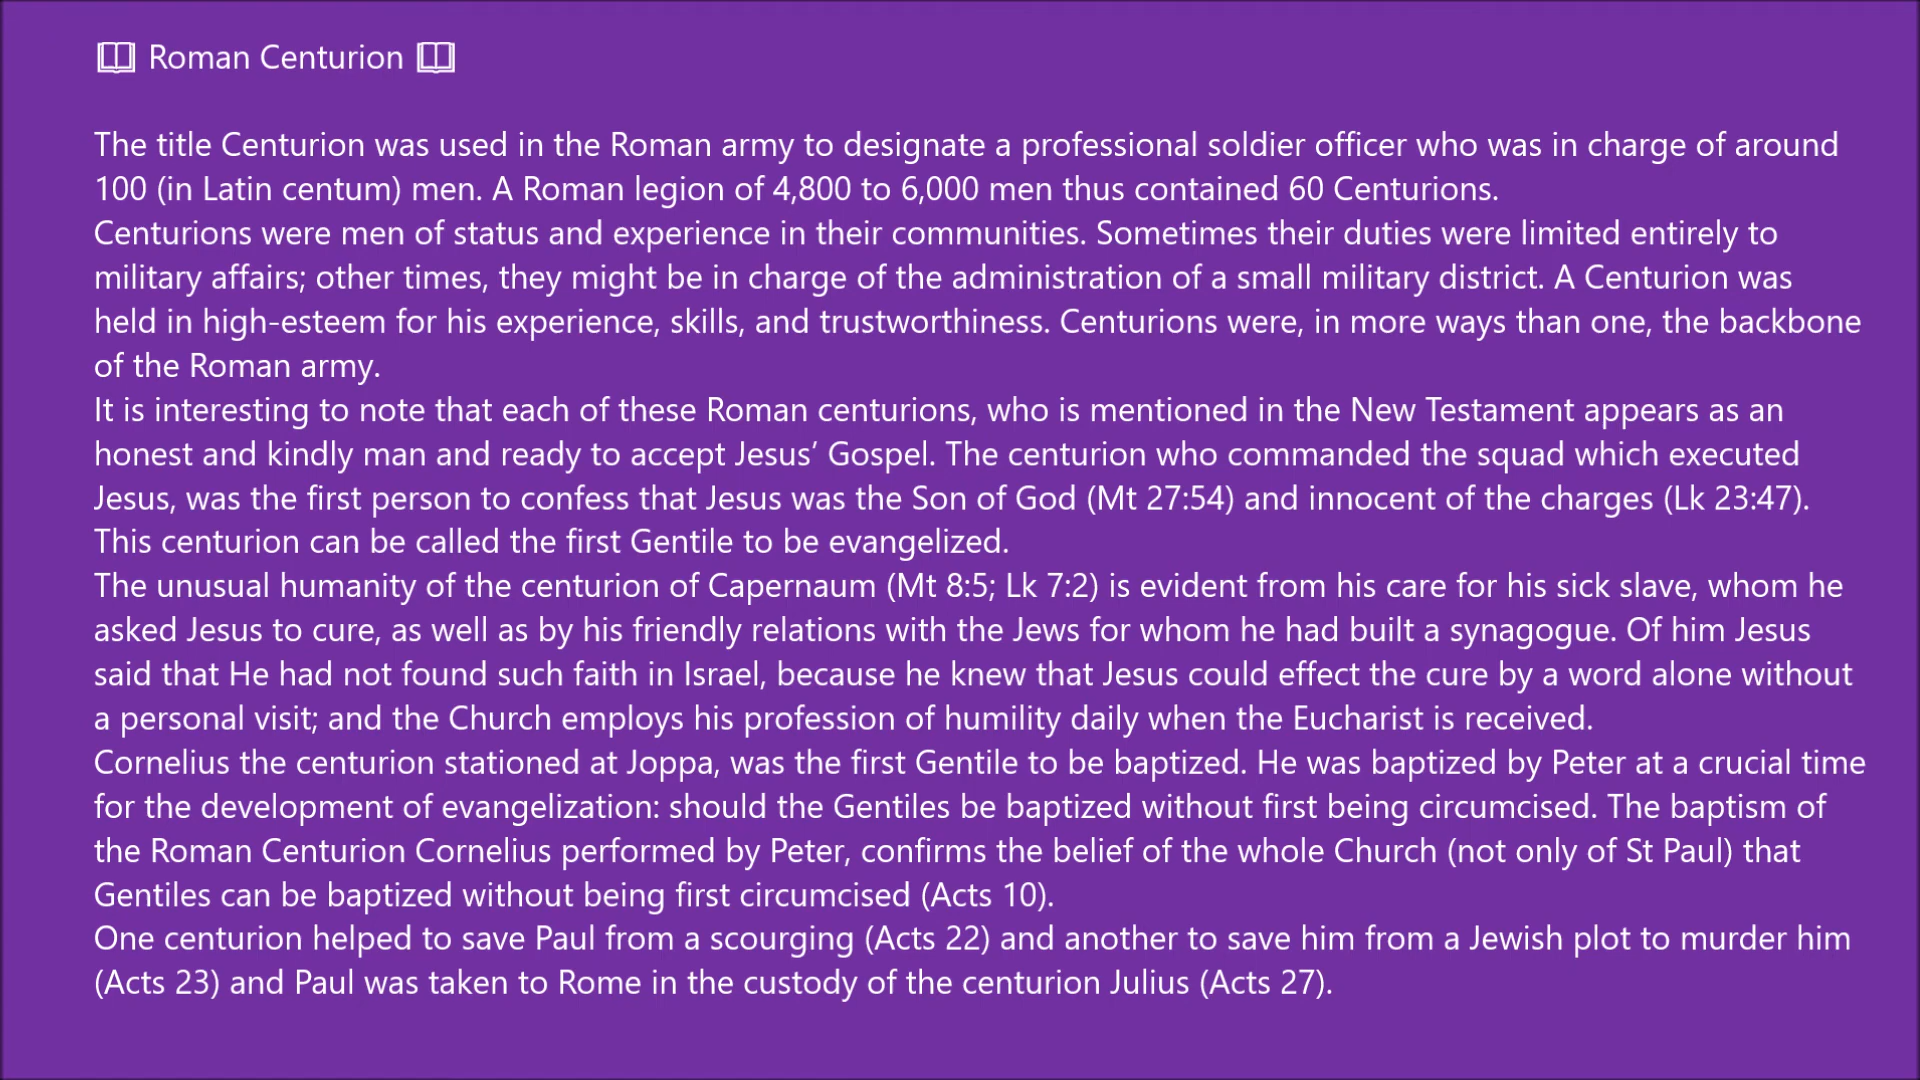 📖 Roman Centurion 📖
The title Centurion was used in the Roman army to designate a professional soldier officer who was in charge of around
100 (in Latin centum) men. A Roman legion of 4,800 to 6,000 men thus contained 60 Centurions.
Centurions were men of status and experience in their communities. Sometimes their duties were limited entirely to
military affairs; other times, they might be in charge of the administration of a small military district. A Centurion was
held in high-esteem for his experience, skills, and trustworthiness. Centurions were, in more ways than one, the backbone
of the Roman army.
It is interesting to note that each of these Roman centurions, who is mentioned in the New Testament appears as an
honest and kindly man and ready to accept Jesus’ Gospel. The centurion who commanded the squad which executed
Jesus, was the first person to confess that Jesus was the Son of God (Mt 27:54) and innocent of the charges (Lk 23:47).
This centurion can be called the first Gentile to be evangelized.
The unusual humanity of the centurion of Capernaum (Mt 8:5; Lk 7:2) is evident from his care for his sick slave, whom he
asked Jesus to cure, as well as by his friendly relations with the Jews for whom he had built a synagogue. Of him Jesus
said that He had not found such faith in Israel, because he knew that Jesus could effect the cure by a word alone without
a personal visit; and the Church employs his profession of humility daily when the Eucharist is received.
Cornelius the centurion stationed at Joppa, was the first Gentile to be baptized. He was baptized by Peter at a crucial time
for the development of evangelization: should the Gentiles be baptized without first being circumcised. The baptism of
the Roman Centurion Cornelius performed by Peter, confirms the belief of the whole Church (not only of St Paul) that
Gentiles can be baptized without being first circumcised (Acts 10).
One centurion helped to save Paul from a scourging (Acts 22) and another to save him from a Jewish plot to murder him
(Acts 23) and Paul was taken to Rome in the custody of the centurion Julius (Acts 27).